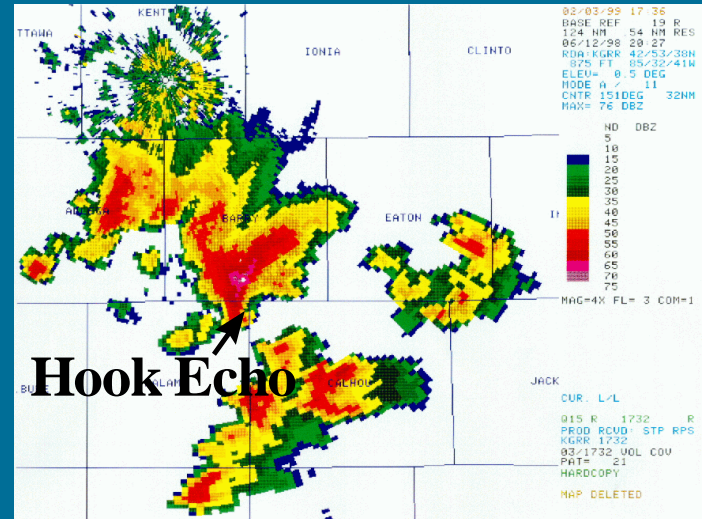 KENT
TTAWA
IONIA
CLINTO
BARRY
EATON
Hook Echo
CALHOU
JACK
02/03/99 17:36
BASE REF 19 R
124 NM .54 NM RES
06/12/98 20:27
RDA:KGRR 42/53/38N
875 FT 85/32/41W
ELEV= 0.5 DEG
MODE A / 11
CNTR 151DEG 32NM
MAX= 76 DBZ
ND DBZ
5
10
15
20
25
30
35
40
45
50
55
60
65
70
75
MAG=4X FL= 3 COM=1
CUR. L/L
Q15 R 1732 R
PROD RCVD: STP RPS
KGRR 1732
03/1732 VOL COV
PAT= 21
HARDCOPY
MAP DELETED